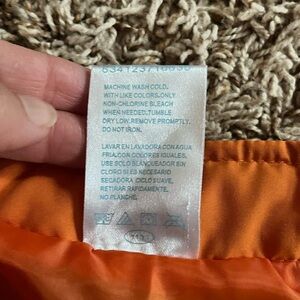 MACHINE WASH COLD,
WITH LIKE COLORS.ONLY
NON-CHLORINE BLEACH
WHEN NEEDED.TUMBLE
DRY LOW.REMOVE PROMPTLY.
DO NOT IRON.
LAVAR EN LAVADORA CON AGUA
FRIA.CON COLORES IGUALES,
USE SOLO BLANQUEADOR SIN
CLORO SI ES NECESARIO
SECADORA CICLO SUAVE,
RETIRAR RAPIDAMENTE.
NO PLANCHE.